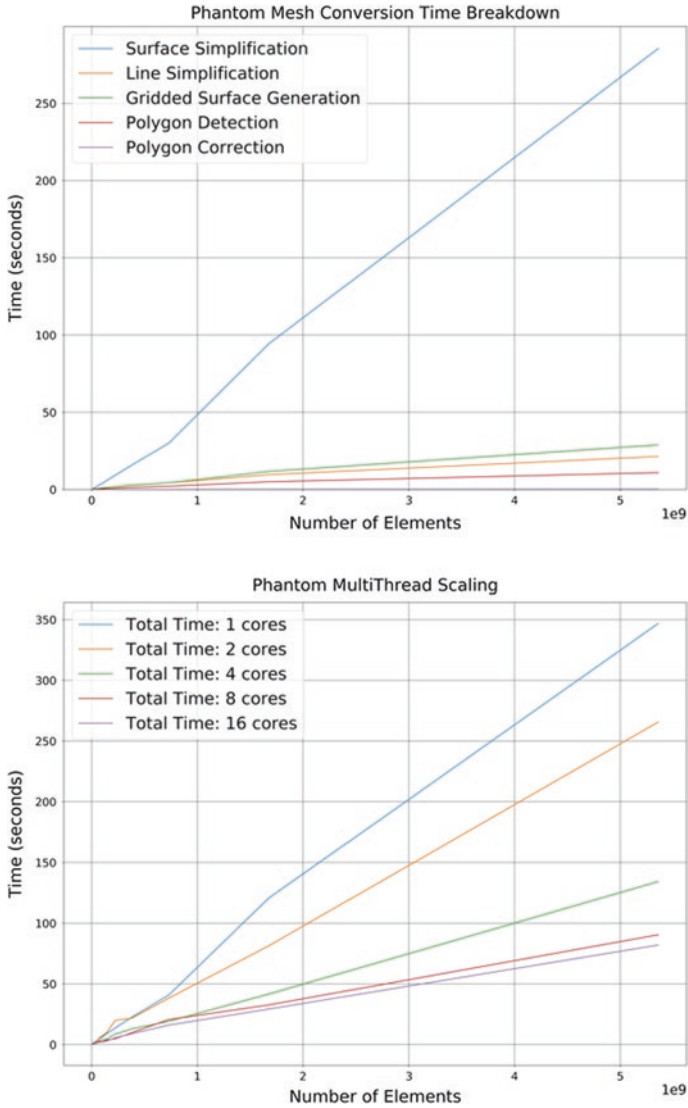 Phantom Mesh Conversion Time Breakdown
Surface Simplification
Line Simplification
Gridded Surface Generation
Polygon Detection
Polygon Correction
250
200
150
100
50
0
Time (seconds)
0 1 2 3 4 5
1e9
Number of Elements
Phantom MultiThread Scaling
Total Time: 1 cores
Total Time: 2 cores
Total Time: 4 cores
Total Time: 8 cores
Total Time: 16 cores
350
300
250
200
150
100
50
0
Time (seconds)
0 1 2 3 4 5
1e9
Number of Elements